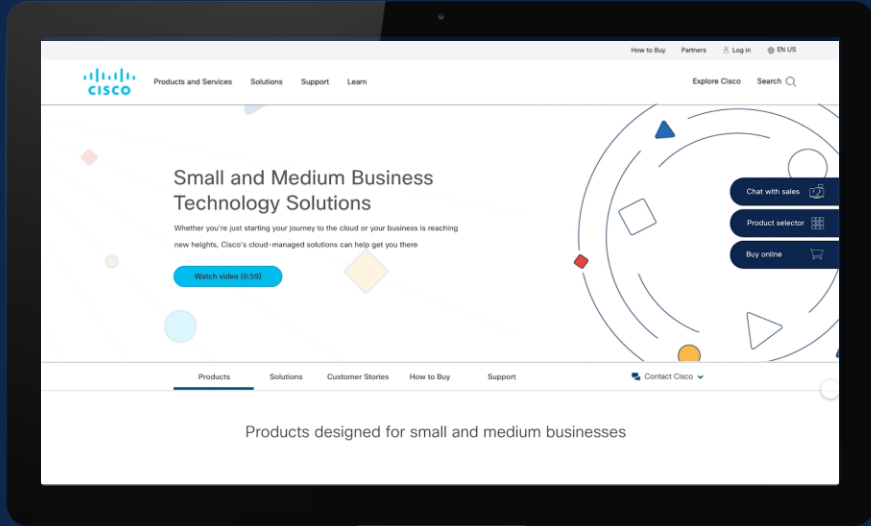 How to Buy Partners Log in EN US
CISCO
Products and Services Solutions Support Learn Explore Cisco Search
Small and Medium Business
Technology Solutions
Whether you're just starting your journey to the cloud or your business is reaching
new heights, Cisco's cloud-managed solutions can help get you there
Watch video (0:59)
Chat with sales
Product selector
Buy online
Products Solutions Customer Stories How to Buy Support Contact Cisco
Products designed for small and medium businesses